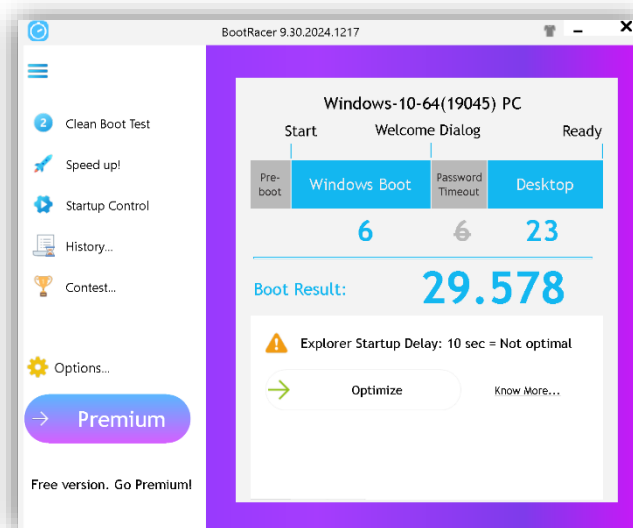 BootRacer 9.30.2024.1217
2 Clean Boot Test
Speed up!
Startup Control
History...
Contest...
Options...
Premium
Free version. Go Premium!
Windows-10-64(19045) PC
Start Welcome Dialog Ready
Pre-boot Windows Boot Password Timeout Desktop
6 6 23
Boot Result: 29.578
Explorer Startup Delay: 10 sec = Not optimal
Optimize Know More...